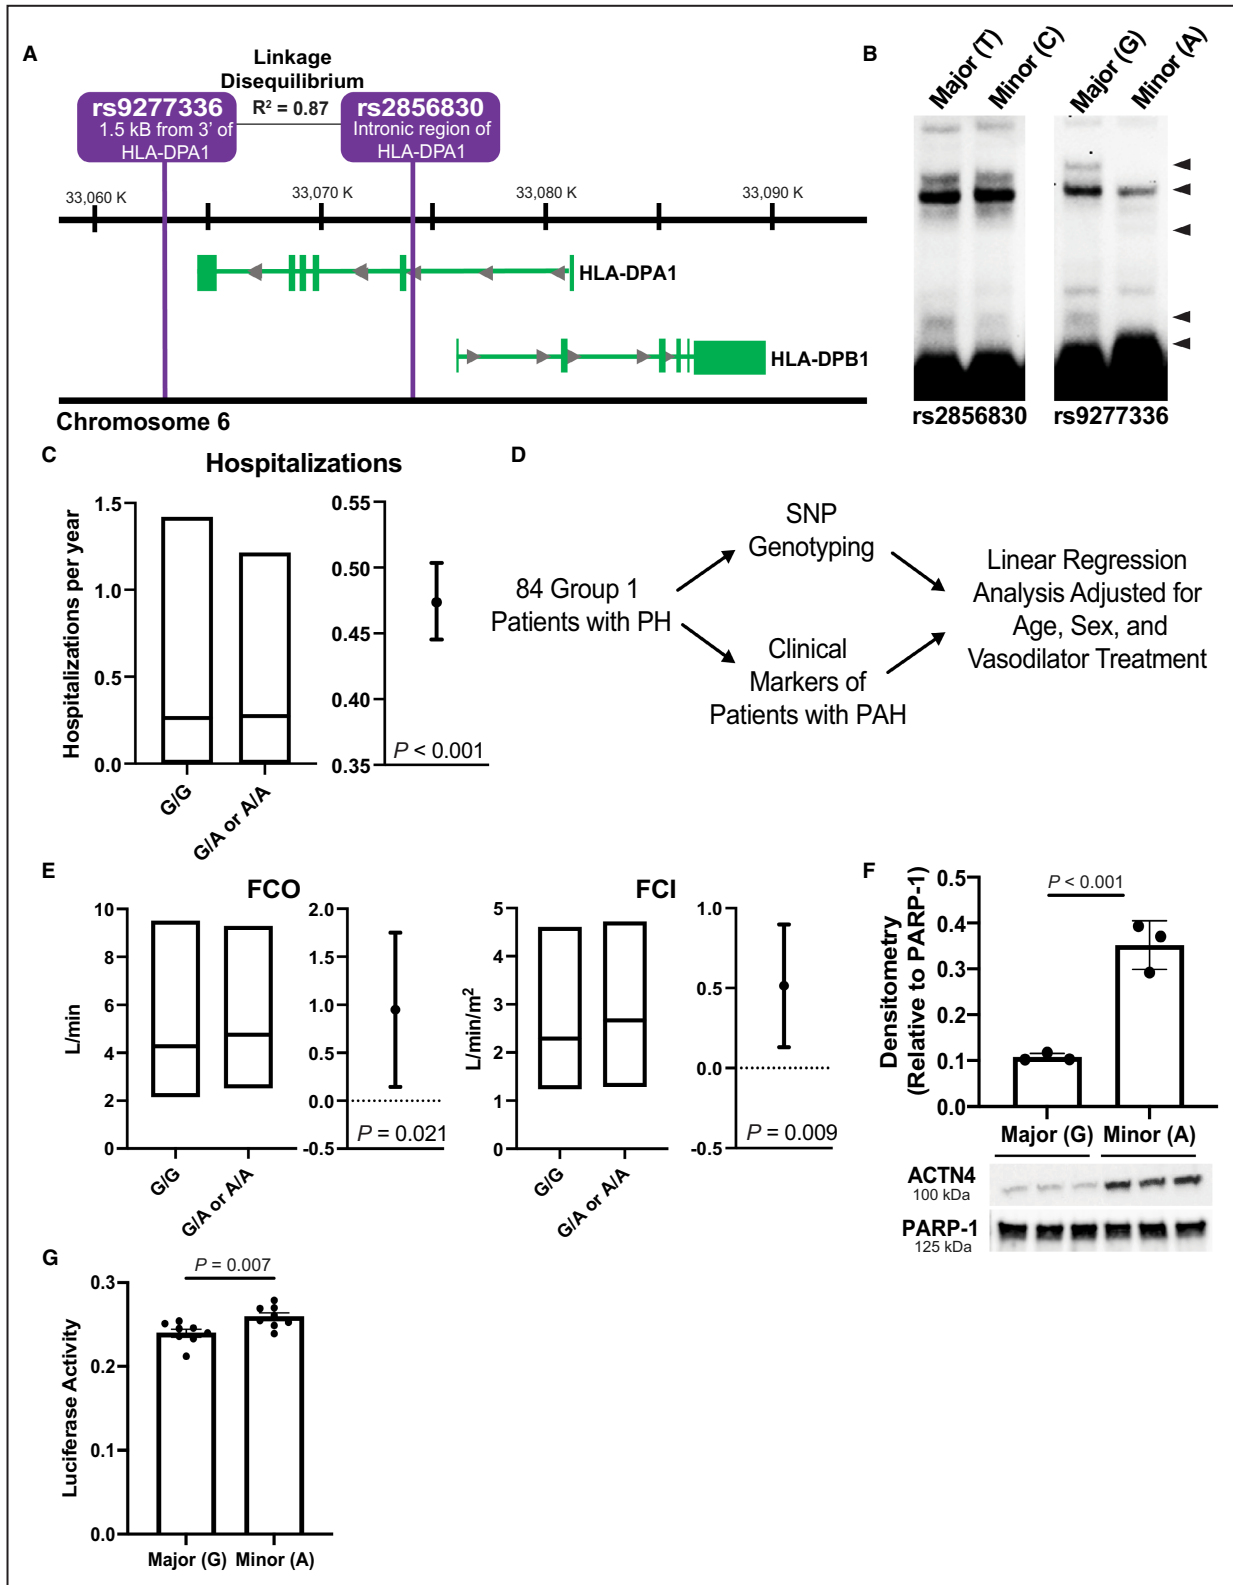 A
Linkage
Disequilibrium
R² = 0.87
rs9277336
1.5 kB from 3' of
HLA-DPA1
rs2856830
Intronic region of
HLA-DPA1
33,060 K
33,070 K
33,080 K
33,090 K
HLA-DPA1
HLA-DPB1
Chromosome 6
B
Major (T)
Minor (C)
Major (G)
Minor (A)
rs2856830
rs9277336
C
Hospitalizations
Hospitalizations per year
1.5
1.0
0.5
0.0
G/G
G/A or A/A
0.55
0.50
0.45
0.40
0.35
P < 0.001
D
84 Group 1
Patients with PH
SNP
Genotyping
Clinical
Markers of
Patients with PAH
Linear Regression
Analysis Adjusted for
Age, Sex, and
Vasodilator Treatment
E
FCO
L/min
10
8
6
4
2
0
G/G
G/A or A/A
2.0
1.5
1.0
0.5
0.0
-0.5
P = 0.021
FCI
L/min/m²
5
4
3
2
1
0
G/G
G/A or A/A
1.0
0.5
0.0
-0.5
P = 0.009
F
Densitometry
(Relative to PARP-1)
0.5
0.4
0.3
0.2
0.1
0.0
P < 0.001
Major (G)
Minor (A)
ACTN4
100 kDa
PARP-1
125 kDa
G
Luciferase Activity
0.3
0.2
0.1
0.0
P = 0.007
Major (G)
Minor (A)